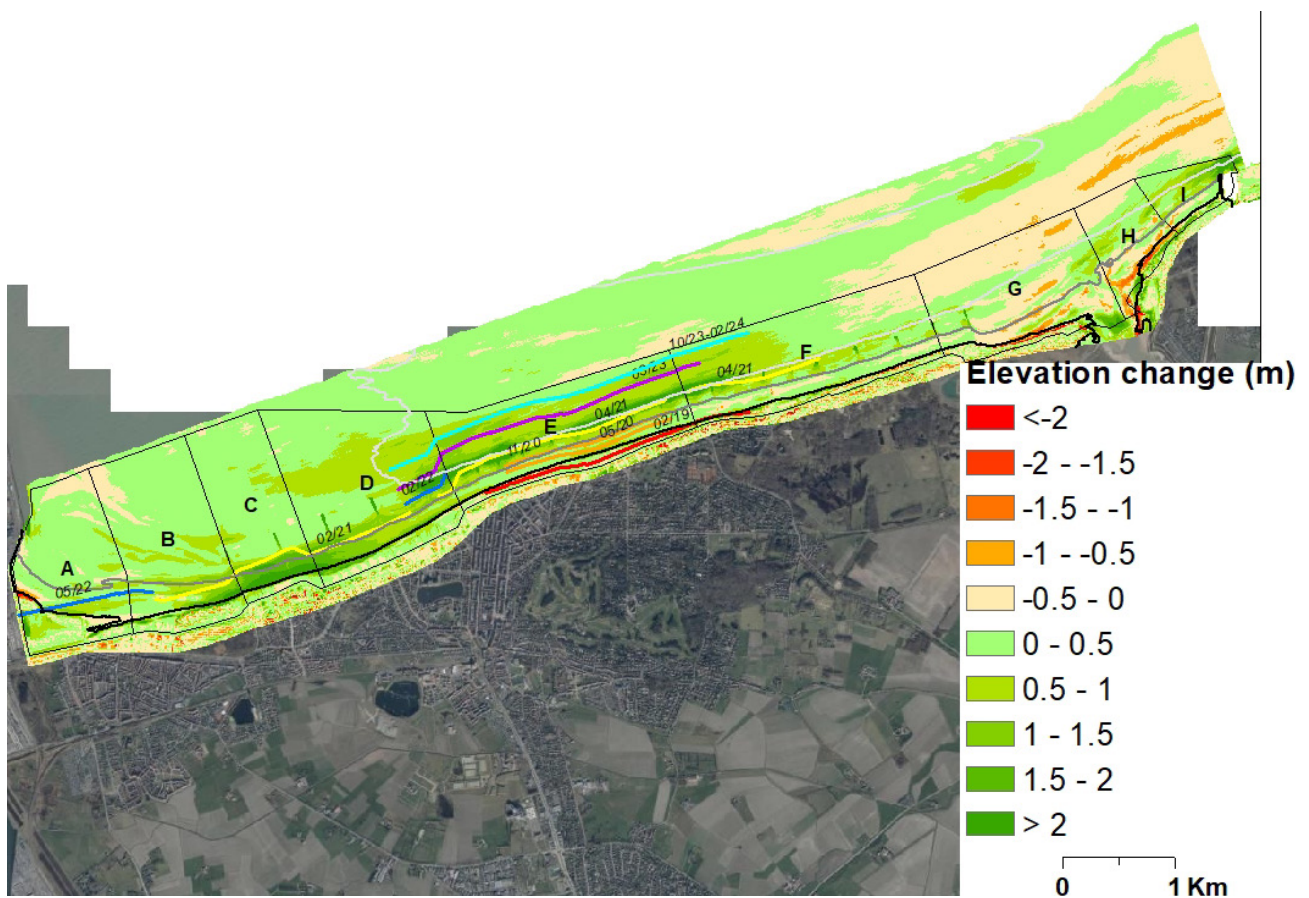 I
H
G
10/23-02/24
03/23
F
04/21
04/21
E
05/20
02/19
11/20
D
02/22
C
02/21
B
A
05/22
Elevation change (m)
<-2
-2 - -1.5
-1.5 - -1
-1 - -0.5
-0.5 - 0
0 - 0.5
0.5 - 1
1 - 1.5
1.5 - 2
> 2
0 1 Km